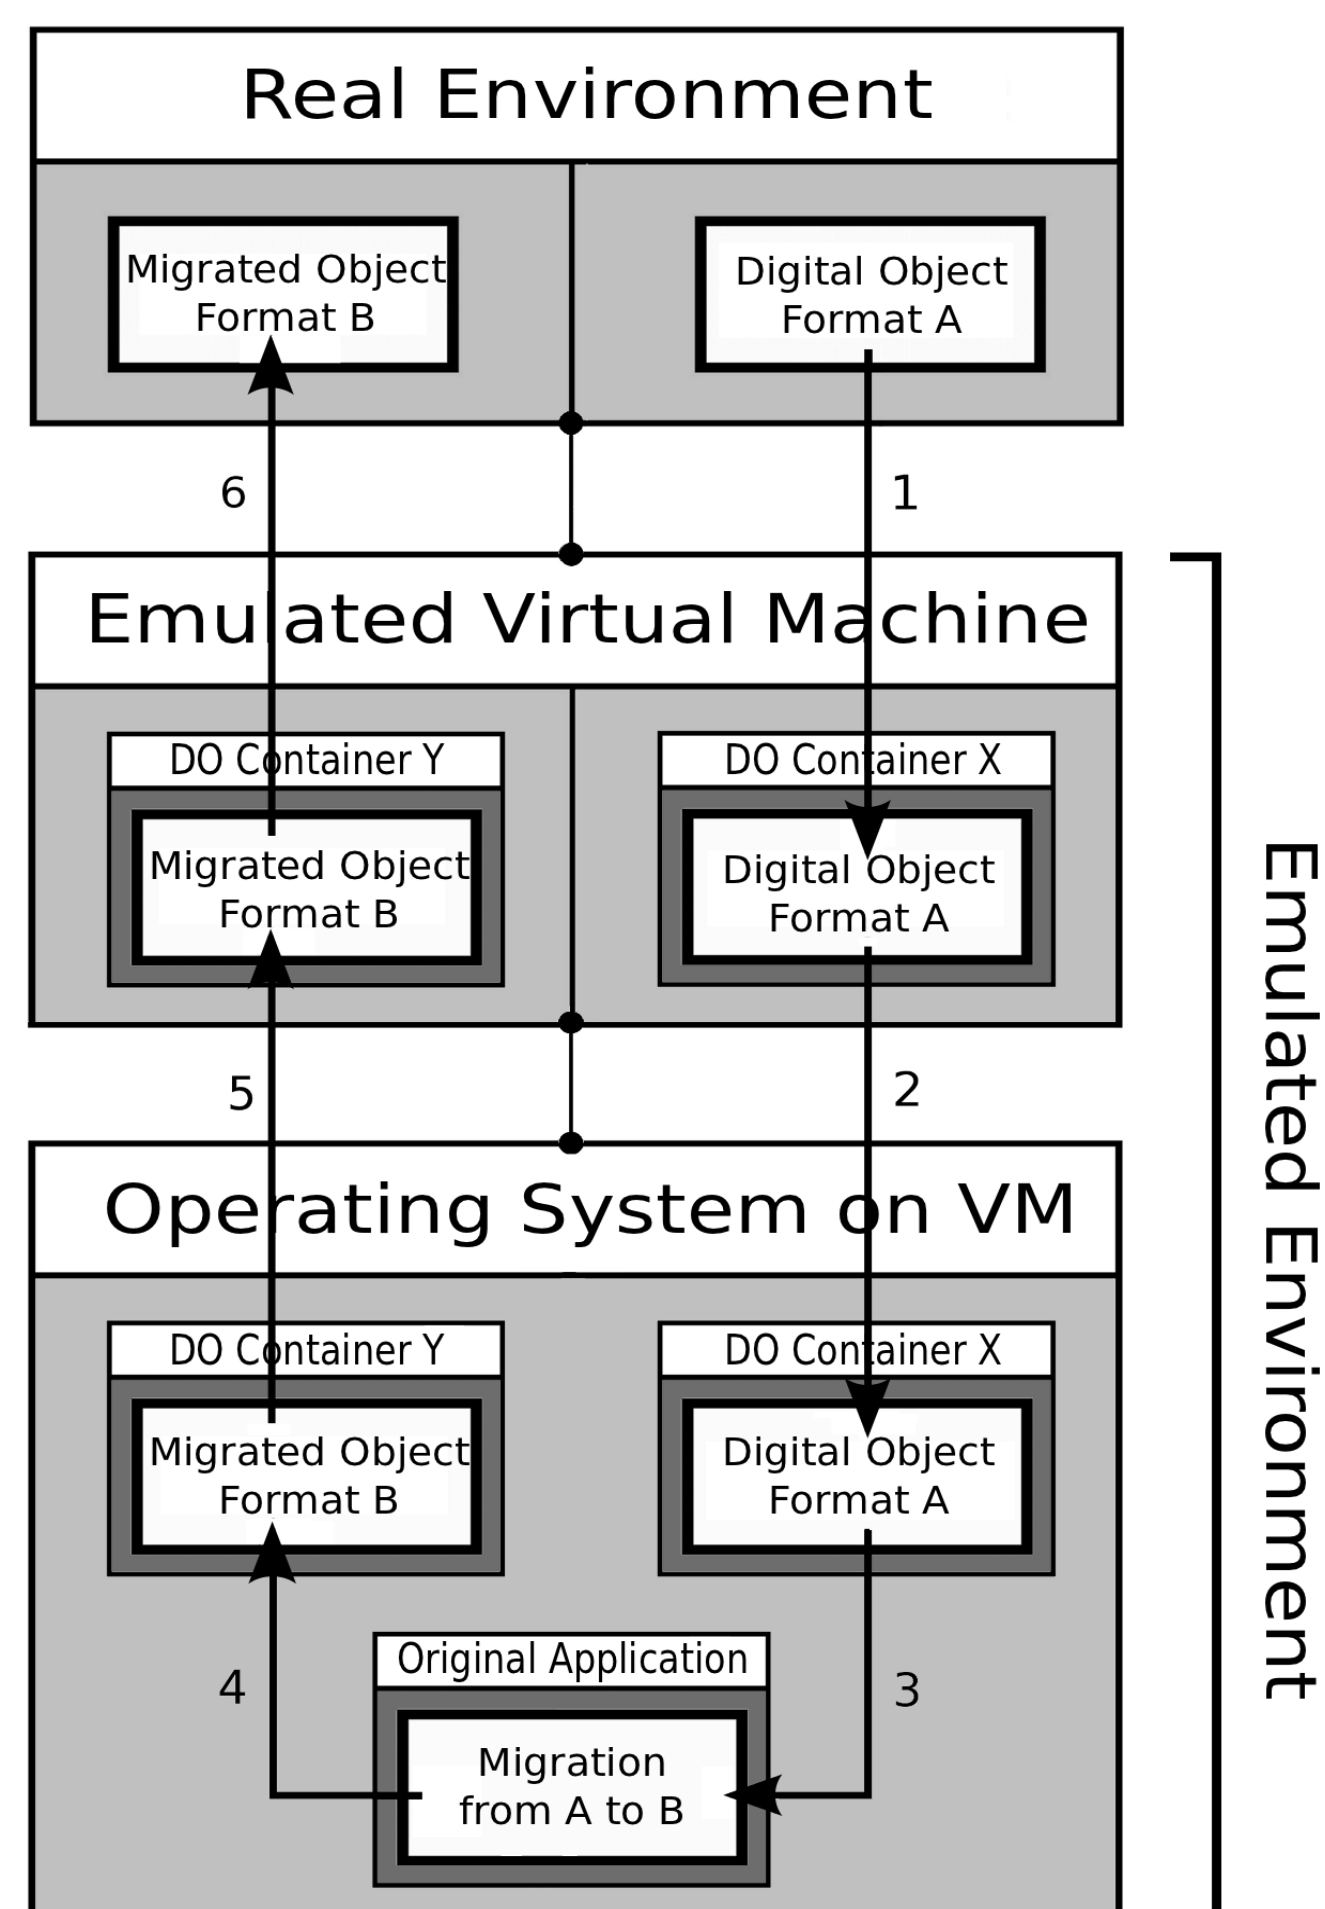 Real Environment
Migrated Object
Format B
Digital Object
Format A
6
1
Emulated Virtual Machine
DO Container Y
Migrated Object
Format B
DO Container X
Digital Object
Format A
5
2
Operating System on VM
DO Container Y
Migrated Object
Format B
DO Container X
Digital Object
Format A
4
3
Original Application
Migration
from A to B
Emulated Environment